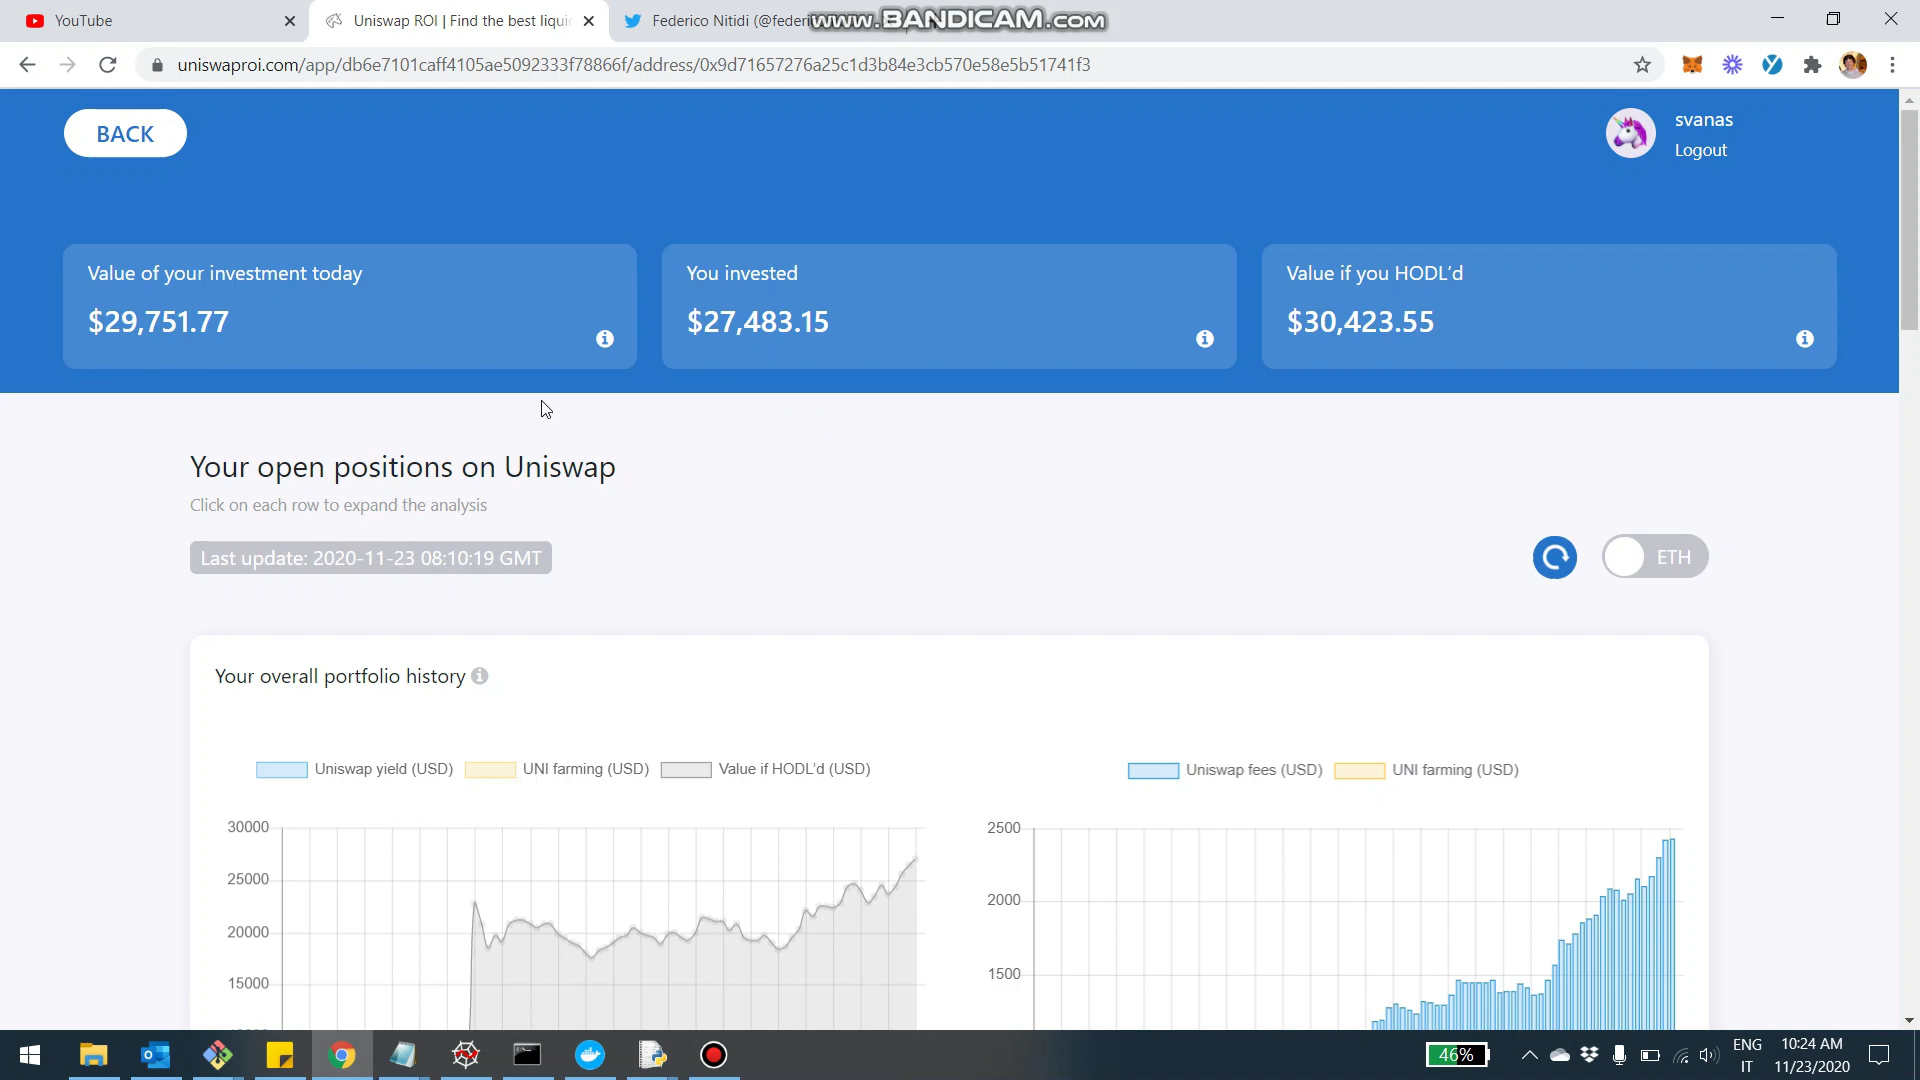 YouTube
Uniswap ROI | Find the best liqui
Federico Nitidi (@federi
www.BANDICAM.com
uniswaproi.com/app/db6e7101caff4105ae5092333f78866f/address/0x9d71657276a25c1d3b84e3cb570e58e5b51741f3
BACK
svanas
Logout
Value of your investment today
$29,751.77
You invested
$27,483.15
Value if you HODL'd
$30,423.55
Your open positions on Uniswap
Click on each row to expand the analysis
Last update: 2020-11-23 08:10:19 GMT
ETH
Your overall portfolio history
Uniswap yield (USD)
UNI farming (USD)
Value if HODL'd (USD)
30000
25000
20000
15000
Uniswap fees (USD)
UNI farming (USD)
2500
2000
1500
46%
ENG
IT
10:24 AM
11/23/2020